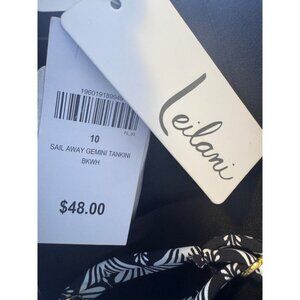 10
SAIL AWAY GEMINI TANKINI
BKWH
$48.00
Leilani